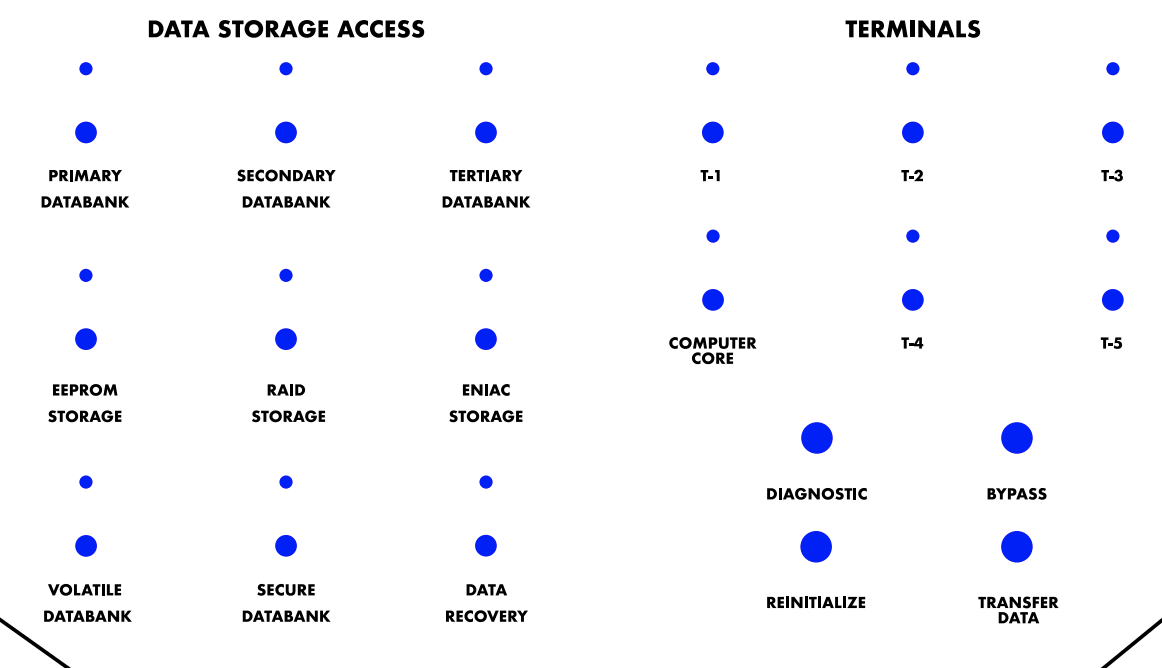 DATA STORAGE ACCESS
PRIMARY
DATABANK
SECONDARY
DATABANK
TERTIARY
DATABANK
EEPROM
STORAGE
RAID
STORAGE
ENIAC
STORAGE
VOLATILE
DATABANK
SECURE
DATABANK
DATA
RECOVERY
TERMINALS
T-1
T-2
T-3
COMPUTER
CORE
T-4
T-5
DIAGNOSTIC
BYPASS
REINITIALIZE
TRANSFER
DATA